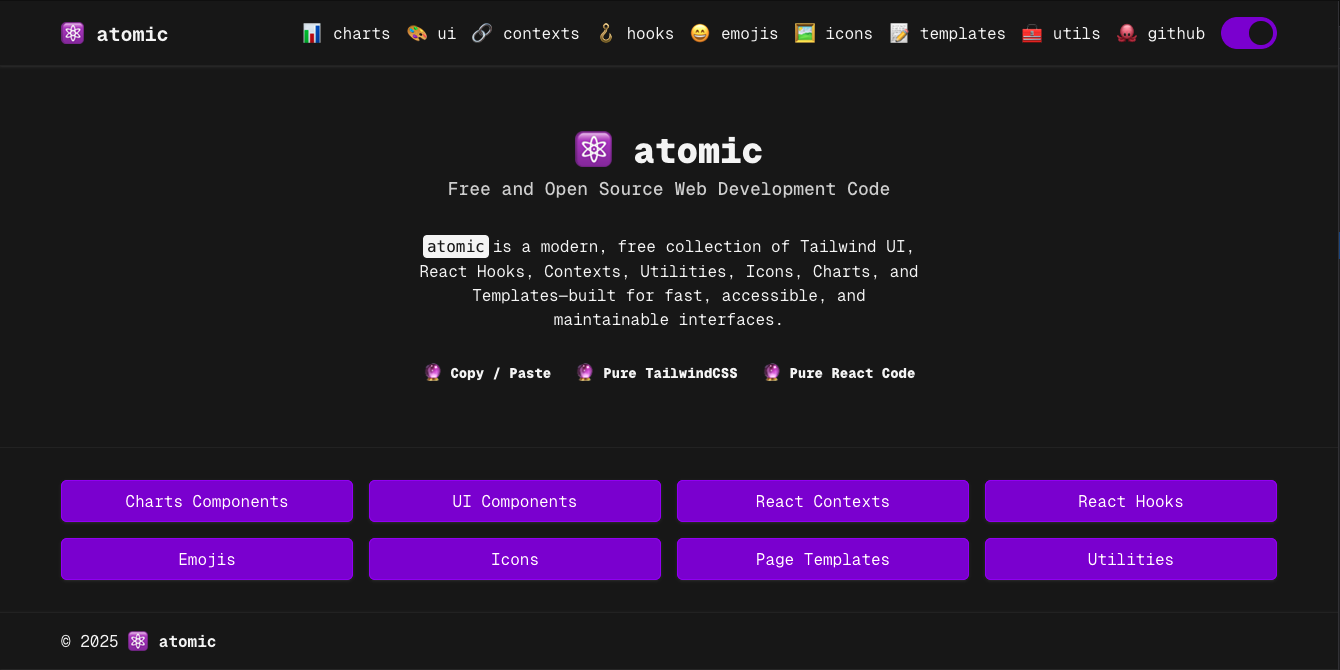 ⚛️ atomic 📊 charts 🎨 ui 🔗 contexts 🪝 hooks 😄 emojis 🖼️ icons 📝 templates 🧰 utils 🐙 github
⚛️ atomic
Free and Open Source Web Development Code
atomic is a modern, free collection of Tailwind UI,
React Hooks, Contexts, Utilities, Icons, Charts, and
Templates—built for fast, accessible, and
maintainable interfaces.
🔮 Copy / Paste 🔮 Pure TailwindCSS 🔮 Pure React Code
Charts Components UI Components React Contexts React Hooks
Emojis Icons Page Templates Utilities
© 2025 ⚛️ atomic